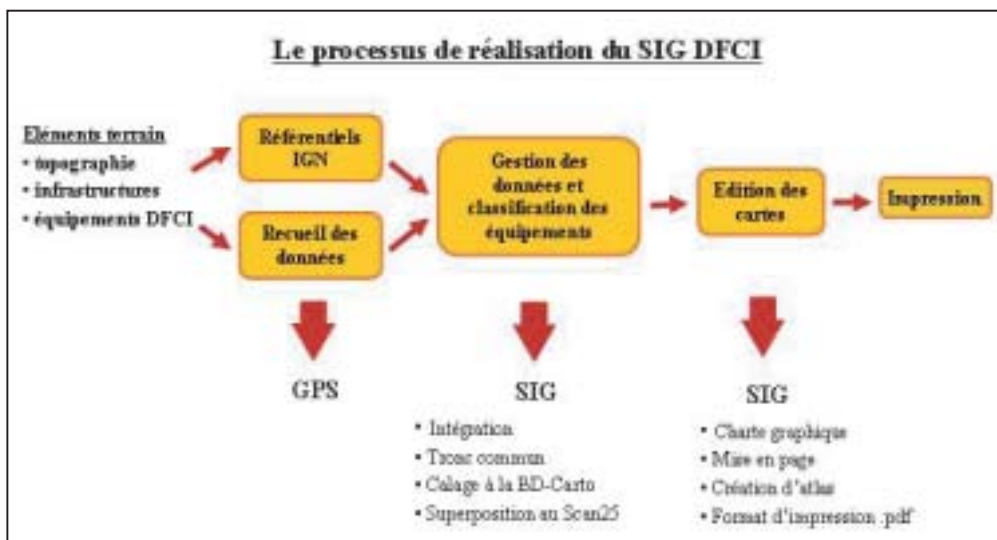 Le processus de réalisation du SIG DFCI
Eléments terrain
• topographie
• infrastructures
• équipements DFCI
Référentiels
IGN
Recueil des
données
Gestion des
données et
classification des
équipements
Edition des
cartes
Impression
GPS
SIG
• Intégration
• Tronc commun
• Calage à la BD-Carto
• Superposition au Scan25
SIG
• Charte graphique
• Mise en page
• Création d'atlas
• Format d'impression .pdf